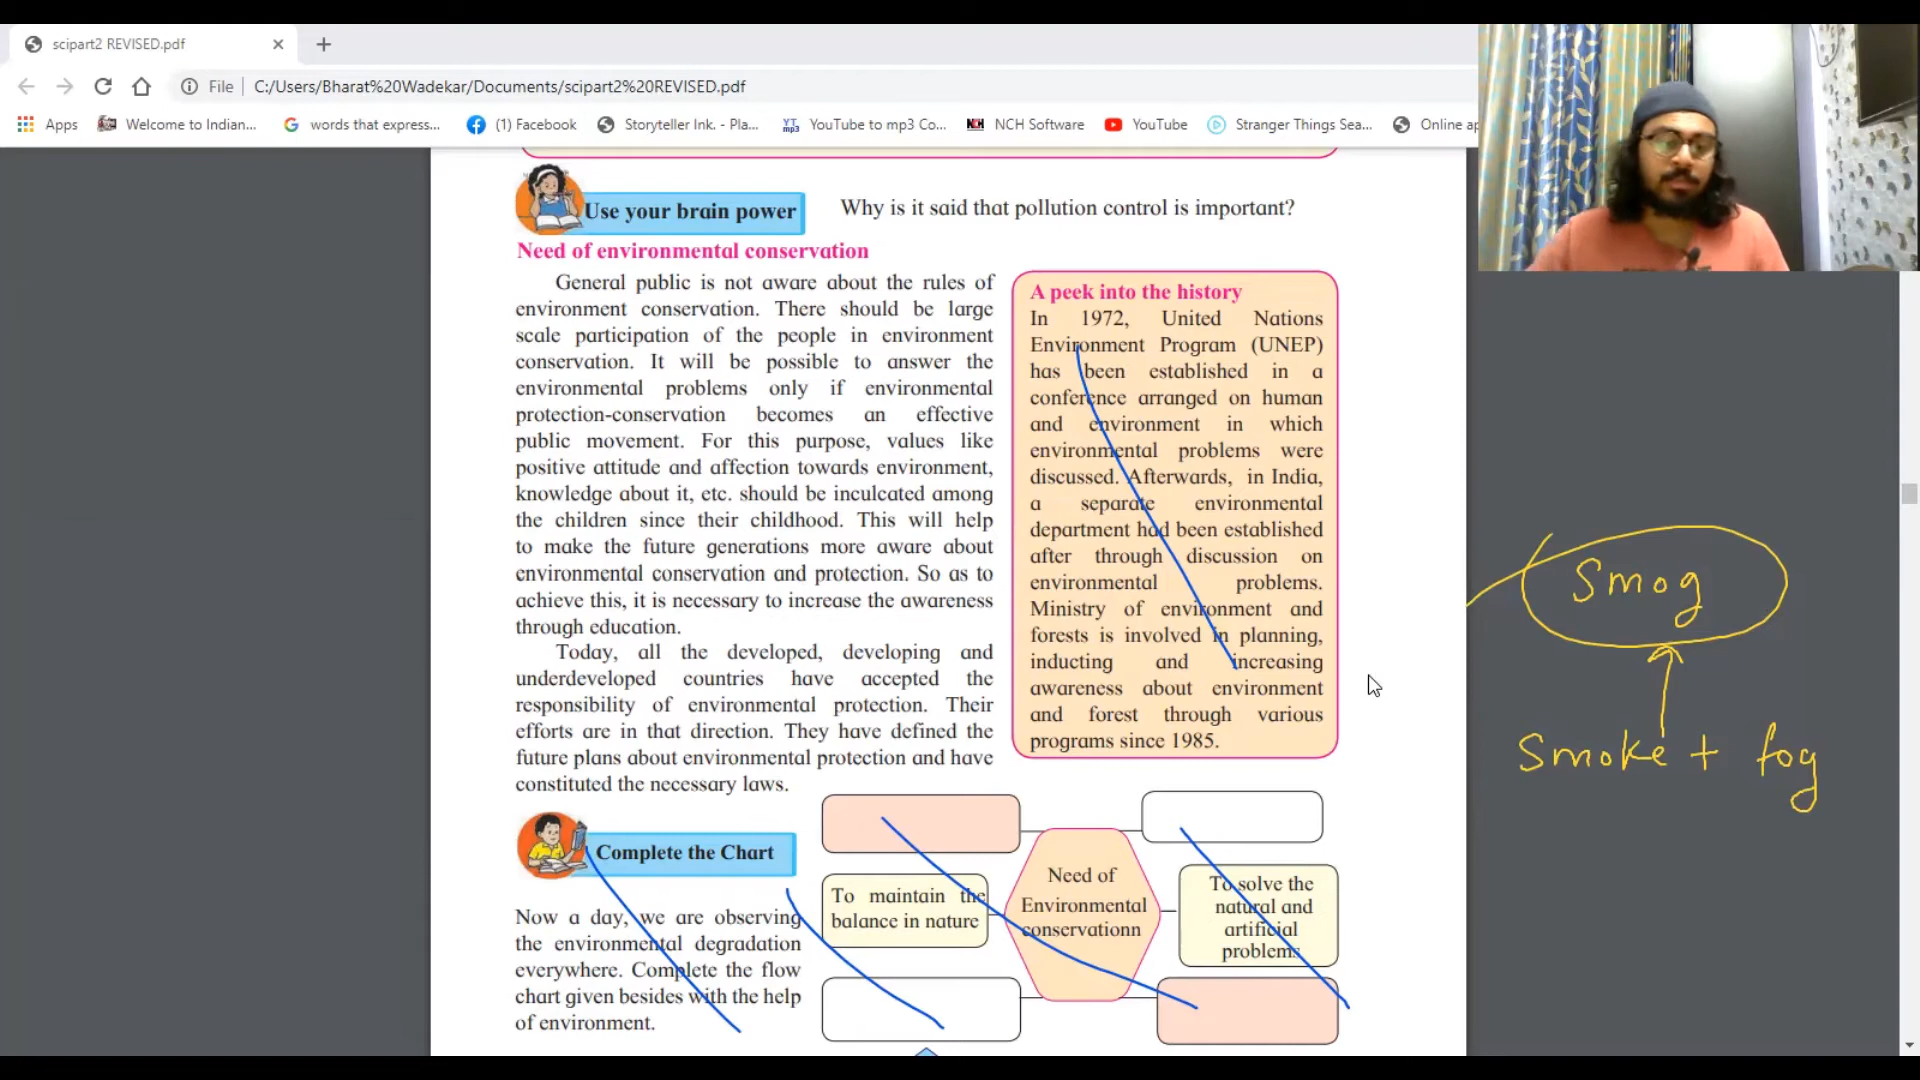 scipart2 REVISED.pdf
File | C:/Users/Bharat%20Wadekar/Documents/scipart2%20REVISED.pdf
Apps Welcome to Indian... words that express... (1) Facebook Storyteller Ink. - Pla... YT mp3 YouTube to mp3 Co... NCH NCH Software YouTube Stranger Things Sea... Online ap
Use your brain power
Why is it said that pollution control is important?
Need of environmental conservation
General public is not aware about the rules of
environment conservation. There should be large
scale participation of the people in environment
conservation. It will be possible to answer the
environmental problems only if environmental
protection-conservation becomes an effective
public movement. For this purpose, values like
positive attitude and affection towards environment,
knowledge about it, etc. should be inculcated among
the children since their childhood. This will help
to make the future generations more aware about
environmental conservation and protection. So as to
achieve this, it is necessary to increase the awareness
through education.
Today, all the developed, developing and
underdeveloped countries have accepted the
responsibility of environmental protection. Their
efforts are in that direction. They have defined the
future plans about environmental protection and have
constituted the necessary laws.
A peek into the history
In 1972, United Nations
Environment Program (UNEP)
has been established in a
conference arranged on human
and environment in which
environmental problems were
discussed. Afterwards, in India,
a separate environmental
department had been established
after through discussion on
environmental problems.
Ministry of environment and
forests is involved in planning,
inducting and increasing
awareness about environment
and forest through various
programs since 1985.
Smog
Smoke + fog
Complete the Chart
Now a day, we are observing
the environmental degradation
everywhere. Complete the flow
chart given besides with the help
of environment.
To maintain the
balance in nature
Need of
Environmental
conservationn
To solve the
natural and
artificial
problems